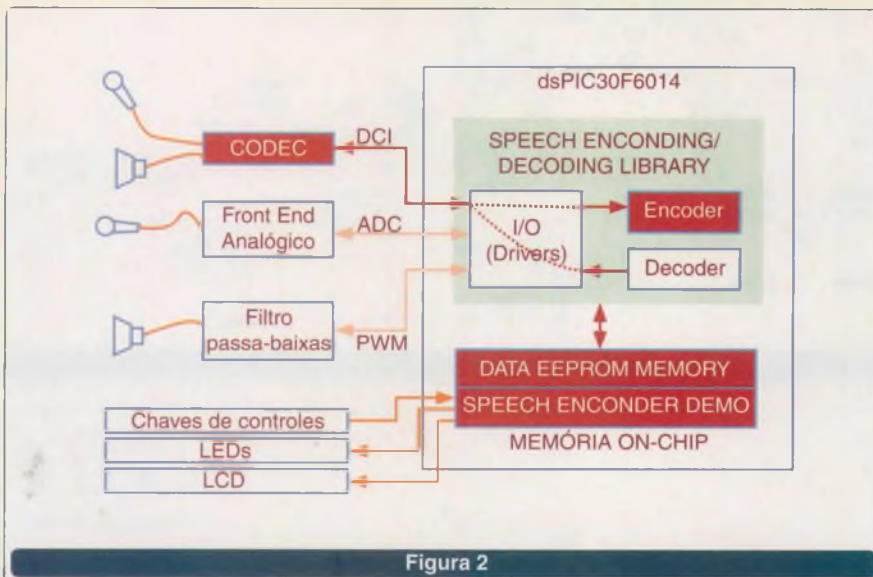 dsPIC30F6014
CODEC
DCI
SPEECH ENCONDING/
DECODING LIBRARY
Front End
Analógico
ADC
I/O
(Drivers)
Encoder
Decoder
Filtro
passa-baixas
PWM
DATA EEPROM MEMORY
SPEECH ENCONDER DEMO
MEMÓRIA ON-CHIP
Chaves de controles
LEDs
LCD
Figura 2